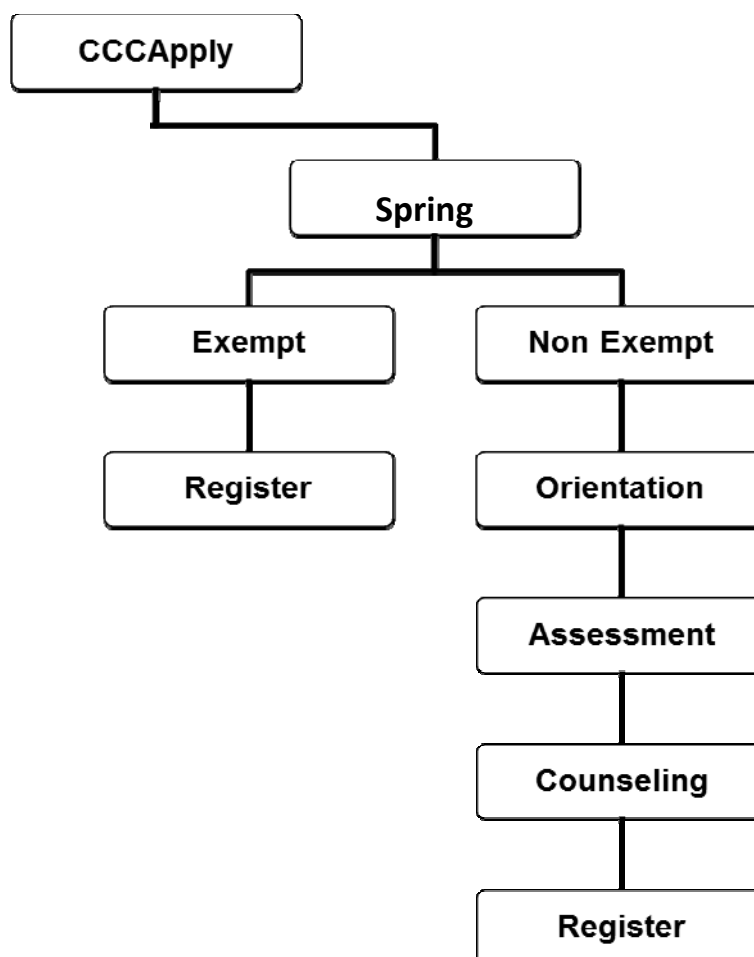 CCCApply
Spring
Exempt
Non Exempt
Register
Orientation
Assessment
Counseling
Register